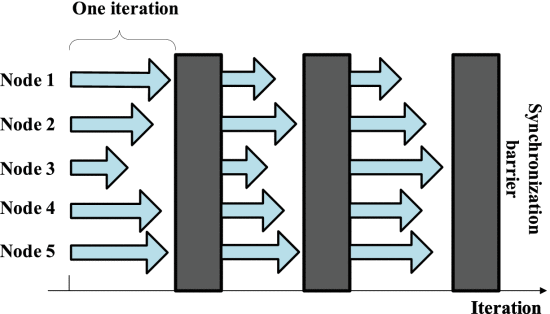 One iteration
Node 1
Node 2
Node 3
Node 4
Node 5
Synchronization
barrier
Iteration